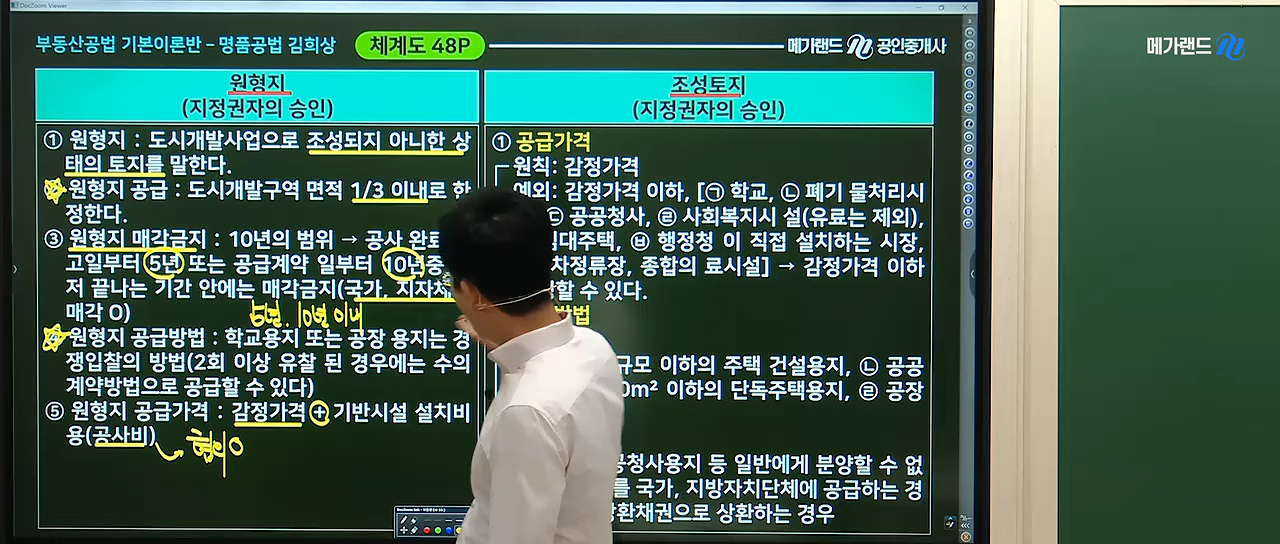 DocZoom Viewer
부동산공법 기본이론반 – 명품공법 김희상
체계도 48P
메가랜드 공인중개사
메가랜드
원형지
(지정권자의 승인)
① 원형지 : 도시개발사업으로 조성되지 아니한 상
태의 토지를 말한다.
원형지 공급 : 도시개발구역 면적 1/3 이내로 한
정한다.
③ 원형지 매각금지 : 10년의 범위 → 공사 완료
고일부터 5년 또는 공급계약 일부터 10년중
저 끝나는 기간 안에는 매각금지(국가, 지자체
매각 O)
5년. 10년 이내
④ 원형지 공급방법 : 학교용지 또는 공장 용지는 경
쟁입찰의 방법(2회 이상 유찰 된 경우에는 수의
계약방법으로 공급할 수 있다)
⑤ 원형지 공급가격 : 감정가격 + 기반시설 설치비
용(공사비)
협의O
조성토지
(지정권자의 승인)
① 공급가격
원칙: 감정가격
예외: 감정가격 이하, [㉠ 학교, ㉡ 폐기 물처리시
㉢ 공공청사, ㉣ 사회복지시 설(유료는 제외),
임대주택, ㉥ 행정청 이 직접 설치하는 시장,
차정류장, 종합의 료시설] → 감정가격 이하
할 수 있다.
방법
규모 이하의 주택 건설용지, ㉡ 공공
0m² 이하의 단독주택용지, ㉣ 공장
공청사용지 등 일반에게 분양할 수 없
를 국가, 지방자치단체에 공급하는 경
상환채권으로 상환하는 경우